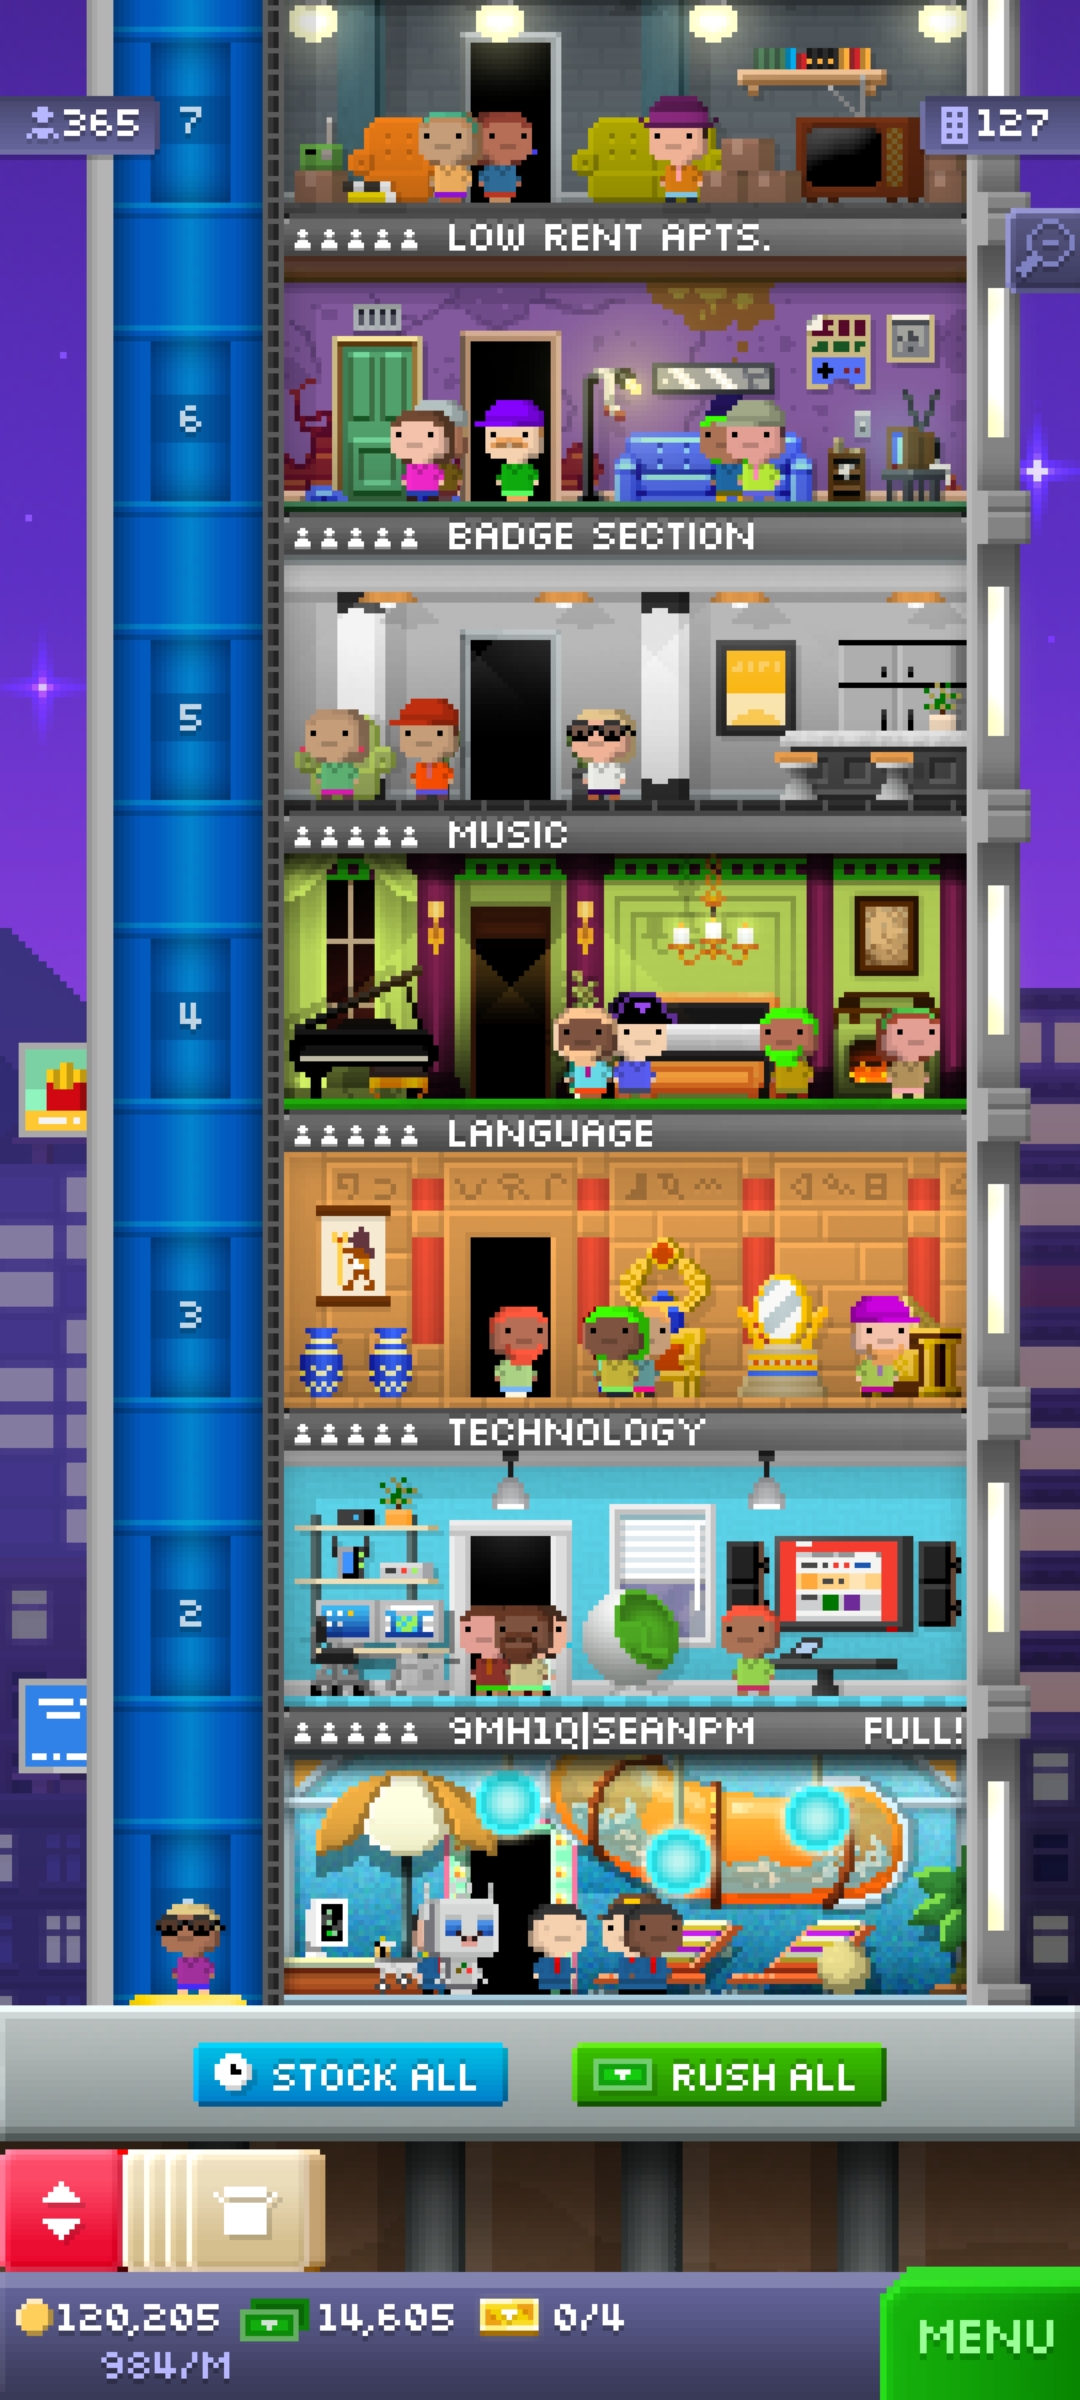 7
365
127
LOW RENT APTS.
6
BADGE SECTION
5
MUSIC
4
LANGUAGE
3
TECHNOLOGY
2
9MH1Q|SEANPM FULL!
STOCK ALL
RUSH ALL
120,205 14,605 0/4
984/M
MENU